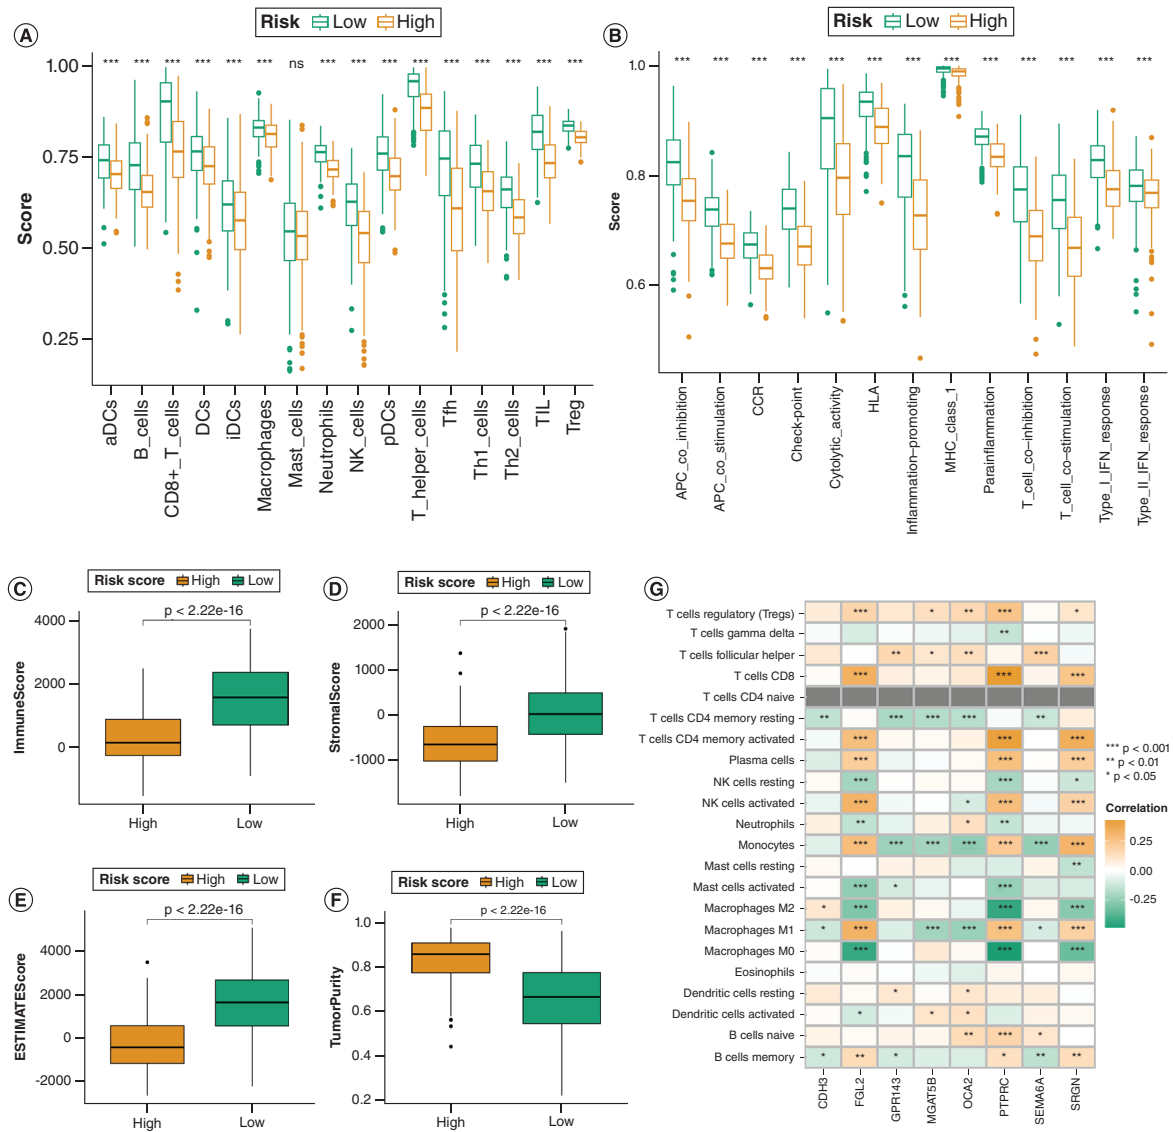 A
Risk Low High
1.00
0.75
0.50
0.25
Score
*** *** *** *** *** *** ns *** *** *** *** *** *** *** *** ***
aDCs
B_cells
CD8+_T_cells
DCs
iDCs
Macrophages
Mast_cells
Neutrophils
NK_cells
pDCs
T_helper_cells
Tfh
Th1_cells
Th2_cells
TIL
Treg
B
Risk Low High
1.0
0.8
0.6
Score
*** *** *** *** *** *** *** *** *** *** *** *** ***
APC_co_inhibition
APC_co_stimulation
CCR
Check-point
Cytolytic_activity
HLA
Inflammation-promoting
MHC_class_1
Parainflammation
T_cell_co-inhibition
T_cell_co-stimulation
Type_I_IFN_response
Type_II_IFN_response
C
Risk score High Low
p < 2.22e-16
4000
2000
0
ImmuneScore
High Low
D
Risk score High Low
p < 2.22e-16
2000
1000
0
-1000
StromalScore
High Low
E
Risk score High Low
p < 2.22e-16
4000
2000
0
-2000
ESTIMATEScore
High Low
F
Risk score High Low
p < 2.22e-16
1.0
0.8
0.6
0.4
0.2
TumorPurity
High Low
G
T cells regulatory (Tregs) *** * ** *** *
T cells gamma delta **
T cells follicular helper ** * ** ***
T cells CD8 *** *** ***
T cells CD4 naive
T cells CD4 memory resting ** *** *** *** **
T cells CD4 memory activated *** *** ***
Plasma cells *** *** ***
NK cells resting *** *** *
NK cells activated *** * *** ***
Neutrophils ** * **
Monocytes *** *** *** *** *** *** ***
Mast cells resting **
Mast cells activated *** * ***
Macrophages M2 * *** *** ***
Macrophages M1 * *** *** *** *** * ***
Macrophages M0 *** *** ***
Eosinophils
Dendritic cells resting * *
Dendritic cells activated * * *
B cells naive ** *** *
B cells memory * ** * * ** **
CDH3
FGL2
GPR143
MGAT5B
OCA2
PTPRC
SEMA6A
SRGN
*** p < 0.001
** p < 0.01
* p < 0.05
Correlation
0.25
0.00
-0.25